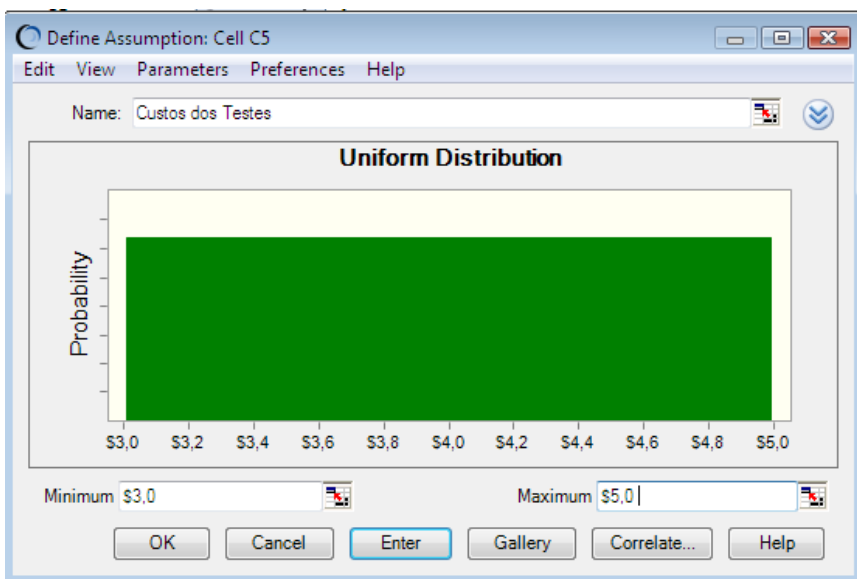 Define Assumption: Cell C5
Edit View Parameters Preferences Help
Name: Custos dos Testes
Uniform Distribution
Probability
$3,0 $3,2 $3,4 $3,6 $3,8 $4,0 $4,2 $4,4 $4,6 $4,8 $5,0
Minimum $3,0 Maximum $5,0
OK Cancel Enter Gallery Correlate... Help